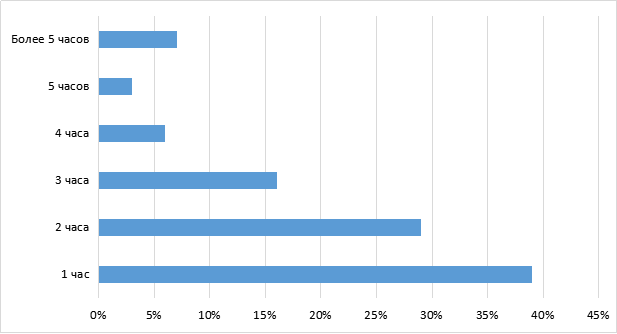 Более 5 часов
5 часов
4 часа
3 часа
2 часа
1 час
0% 5% 10% 15% 20% 25% 30% 35% 40% 45%